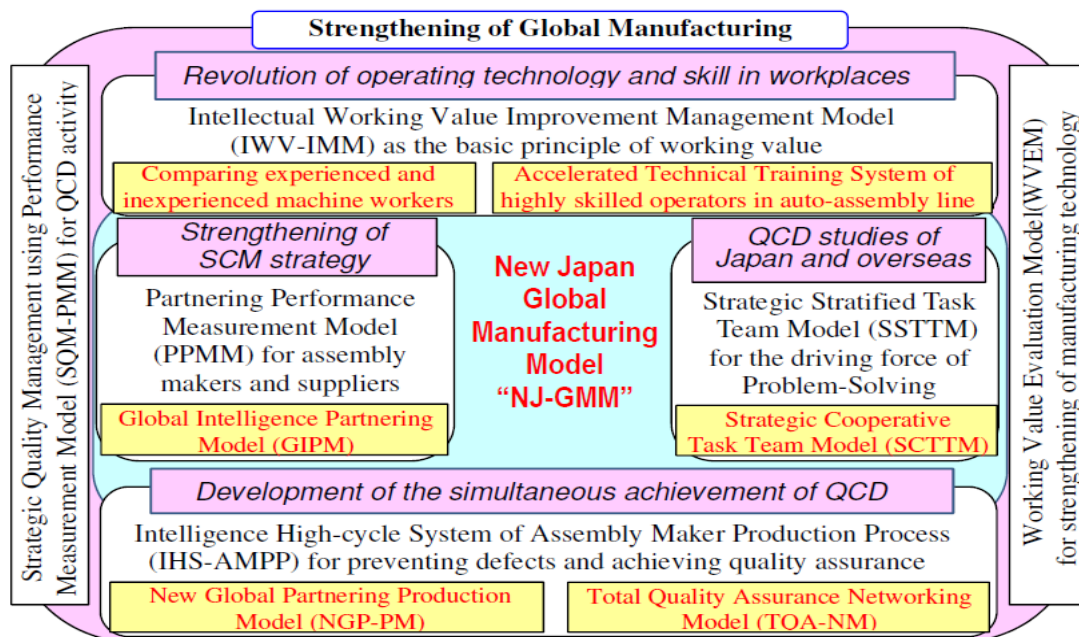 Strengthening of Global Manufacturing
Strategic Quality Management using Performance
Measurement Model (SQM-PMM) for QCD activity
Revolution of operating technology and skill in workplaces
Intellectual Working Value Improvement Management Model
(IWV-IMM) as the basic principle of working value
Comparing experienced and
inexperienced machine workers
Accelerated Technical Training System of
highly skilled operators in auto-assembly line
Strengthening of
SCM strategy
Partnering Performance
Measurement Model
(PPMM) for assembly
makers and suppliers
Global Intelligence Partnering
Model (GIPM)
New Japan
Global
Manufacturing
Model
“NJ-GMM”
QCD studies of
Japan and overseas
Strategic Stratified Task
Team Model (SSTTM)
for the driving force of
Problem-Solving
Strategic Cooperative
Task Team Model (SCTTM)
Development of the simultaneous achievement of QCD
Intelligence High-cycle System of Assembly Maker Production Process
(IHS-AMPP) for preventing defects and achieving quality assurance
New Global Partnering Production
Model (NGP-PM)
Total Quality Assurance Networking
Model (TQA-NM)
Working Value Evaluation Model(WVEM)
for strengthening of manufacturing technology